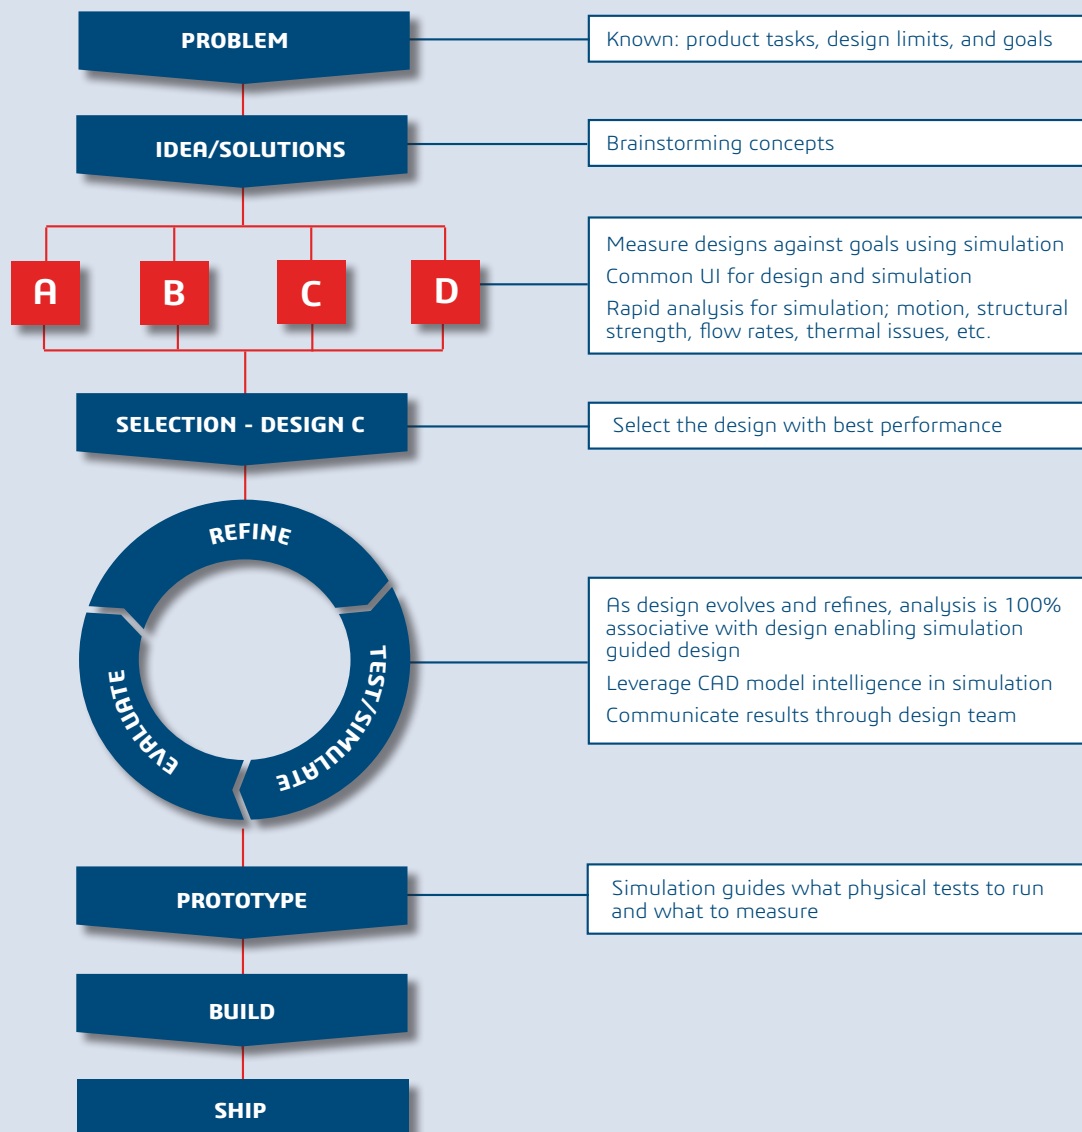 PROBLEM
Known: product tasks, design limits, and goals
IDEA/SOLUTIONS
Brainstorming concepts
A
B
C
D
Measure designs against goals using simulation
Common UI for design and simulation
Rapid analysis for simulation; motion, structural
strength, flow rates, thermal issues, etc.
SELECTION - DESIGN C
Select the design with best performance
REFINE
TEST/SIMULATE
EVALUATE
As design evolves and refines, analysis is 100%
associative with design enabling simulation
guided design
Leverage CAD model intelligence in simulation
Communicate results through design team
PROTOTYPE
Simulation guides what physical tests to run
and what to measure
BUILD
SHIP